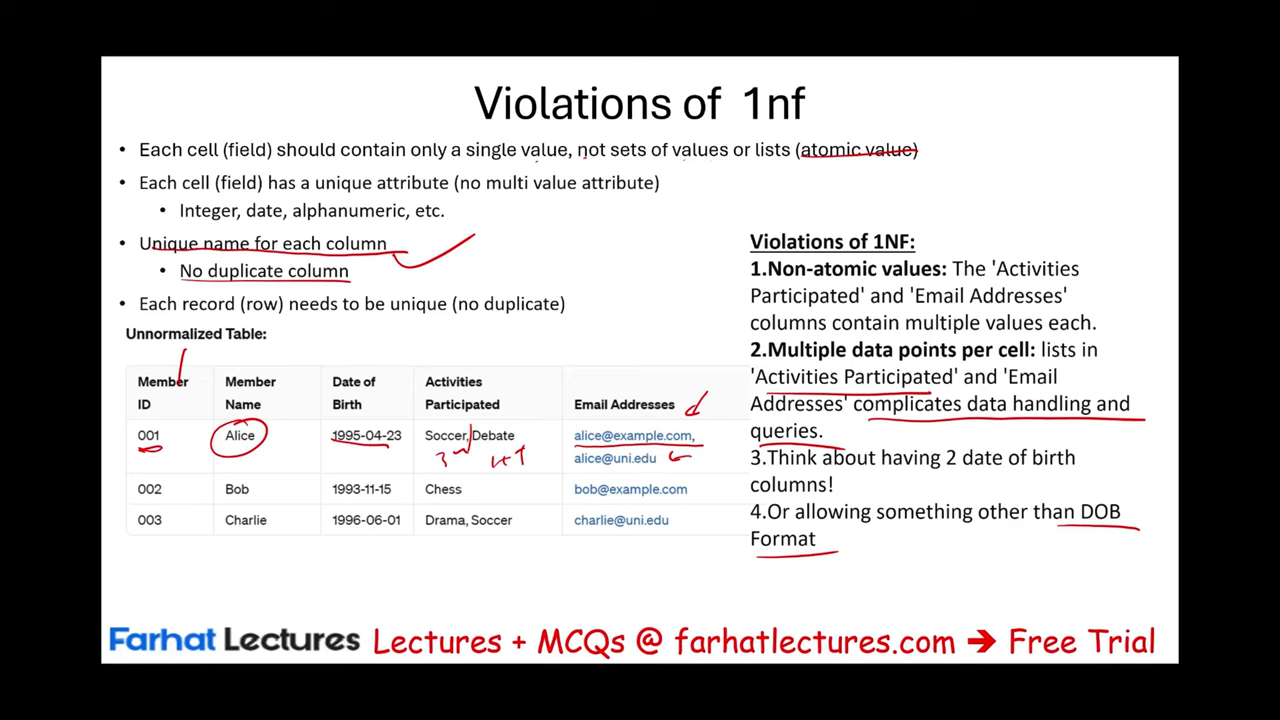 Violations of 1nf
• Each cell (field) should contain only a single value, not sets of values or lists (atomic value)
• Each cell (field) has a unique attribute (no multi value attribute)
• Integer, date, alphanumeric, etc.
• Unique name for each column
• No duplicate column
• Each record (row) needs to be unique (no duplicate)
Unnormalized Table:
Member ID Member Name Date of Birth Activities Participated Email Addresses
001 Alice 1995-04-23 Soccer, Debate alice@example.com,
alice@uni.edu
002 Bob 1993-11-15 Chess bob@example.com
003 Charlie 1996-06-01 Drama, Soccer charlie@uni.edu
Violations of 1NF:
1.Non-atomic values: The 'Activities
Participated' and 'Email Addresses'
columns contain multiple values each.
2.Multiple data points per cell: lists in
'Activities Participated' and 'Email
Addresses' complicates data handling and
queries.
3.Think about having 2 date of birth
columns!
4.Or allowing something other than DOB
Format
Farhat Lectures Lectures + MCQs @ farhatlectures.com ➔ Free Trial